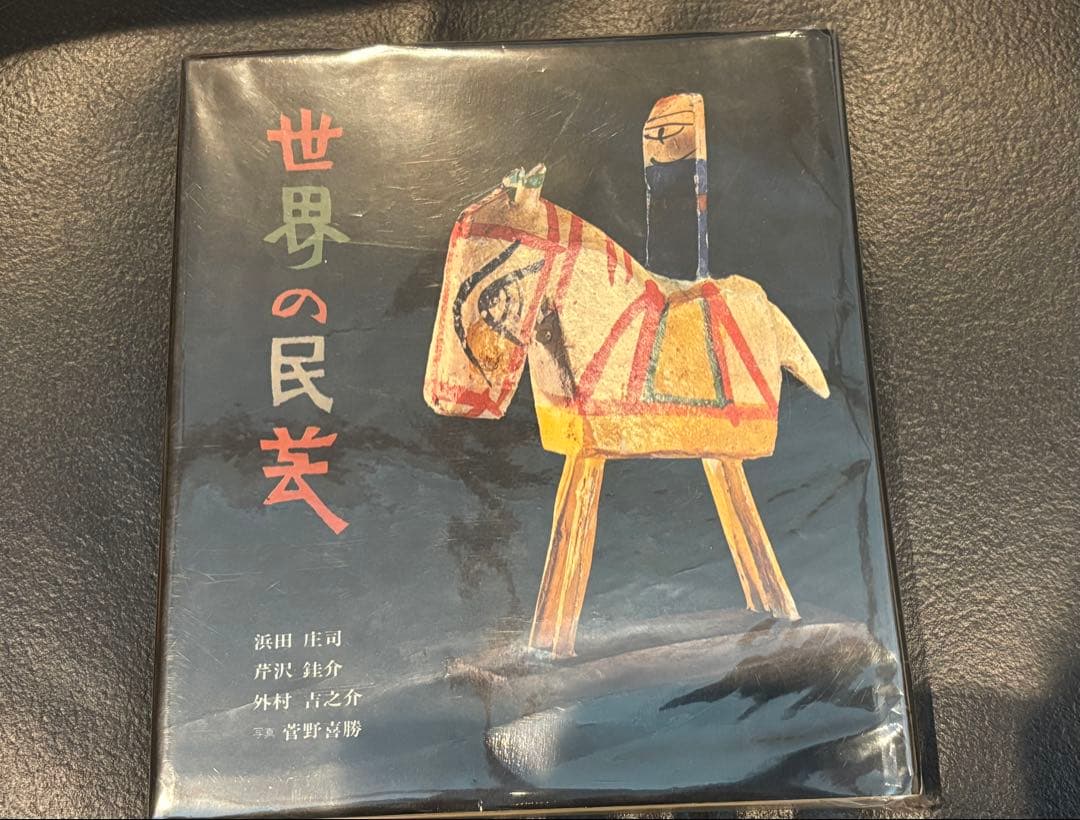 世界の民芸
浜田 庄司
芹沢 銈介
外村 吉之介
写真 菅野喜勝